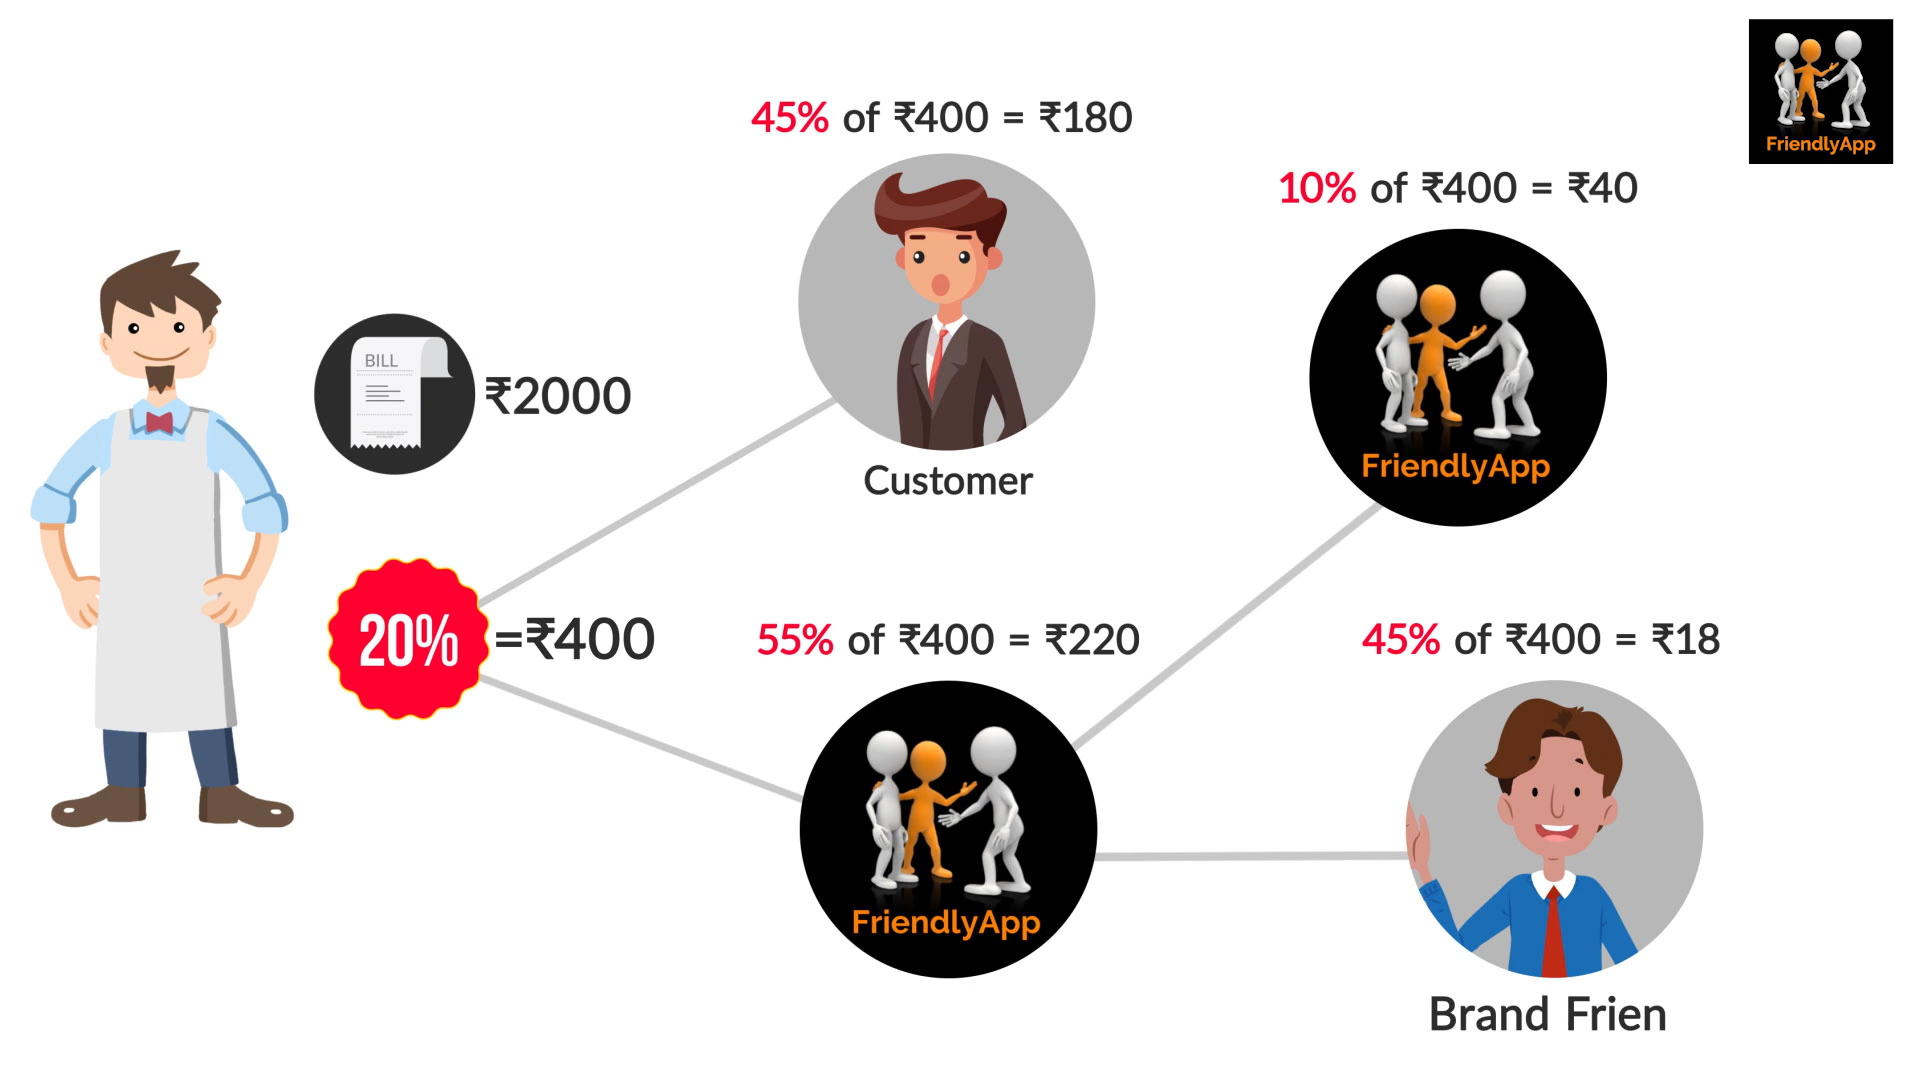 FriendlyApp
45% of ₹400 = ₹180
10% of ₹400 = ₹40
BILL
₹2000
FriendlyApp
Customer
20% =₹400
55% of ₹400 = ₹220
45% of ₹400 = ₹18
FriendlyApp
Brand Frien